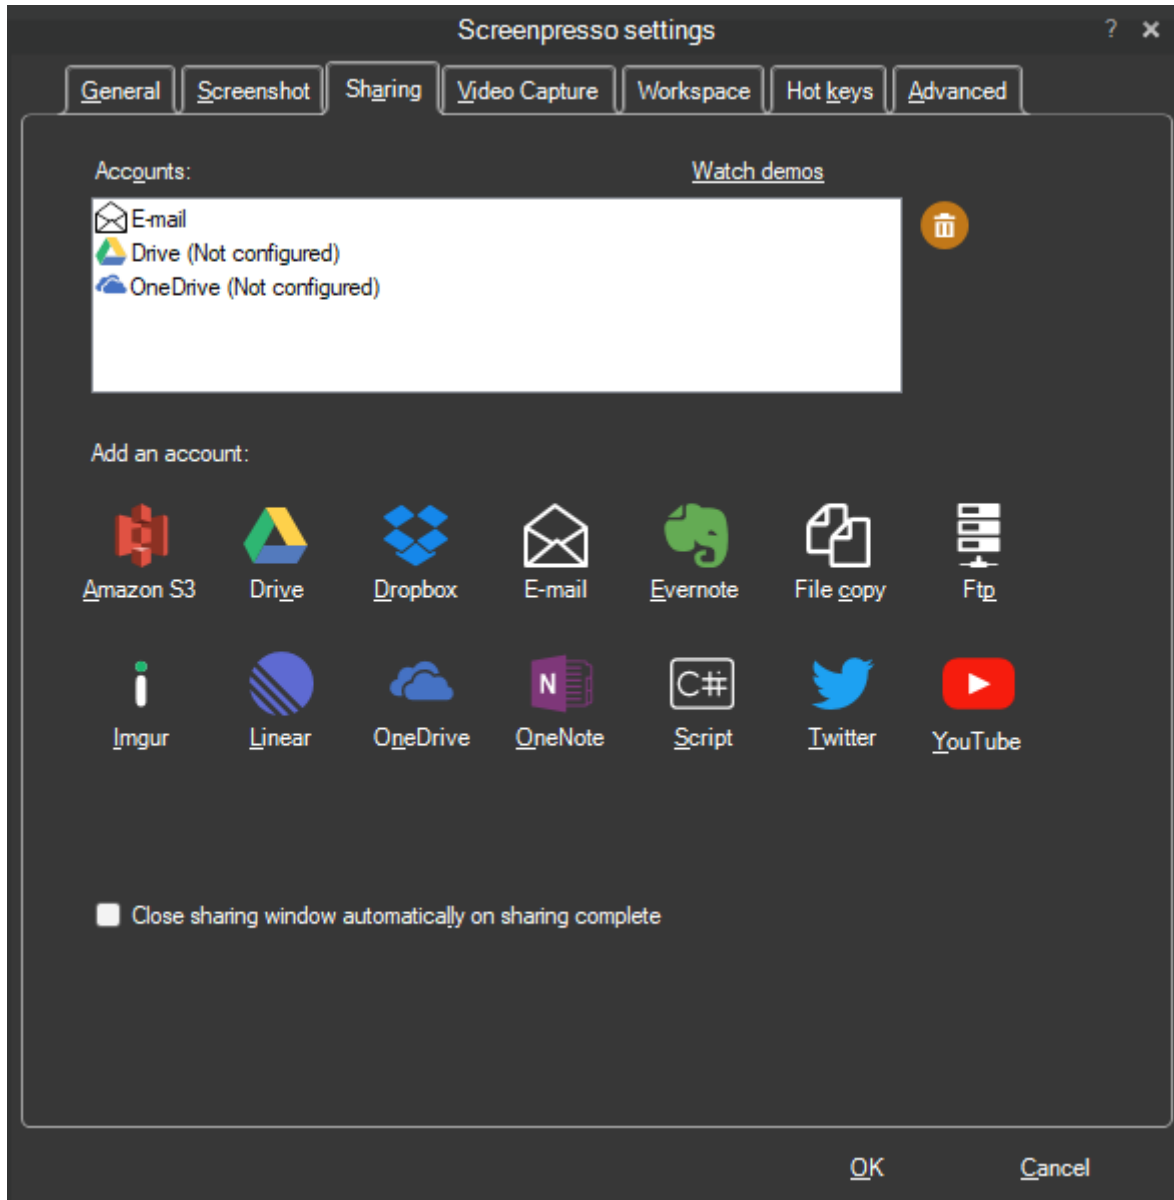 Screenpresso settings
?
General Screenshot Sharing Video Capture Workspace Hot keys Advanced
Accounts: Watch demos
E-mail
Drive (Not configured)
OneDrive (Not configured)
Add an account:
Amazon S3 Drive Dropbox E-mail Evernote File copy Ftp
N C#
Imgur Linear OneDrive OneNote Script Twitter YouTube
Close sharing window automatically on sharing complete
OK Cancel